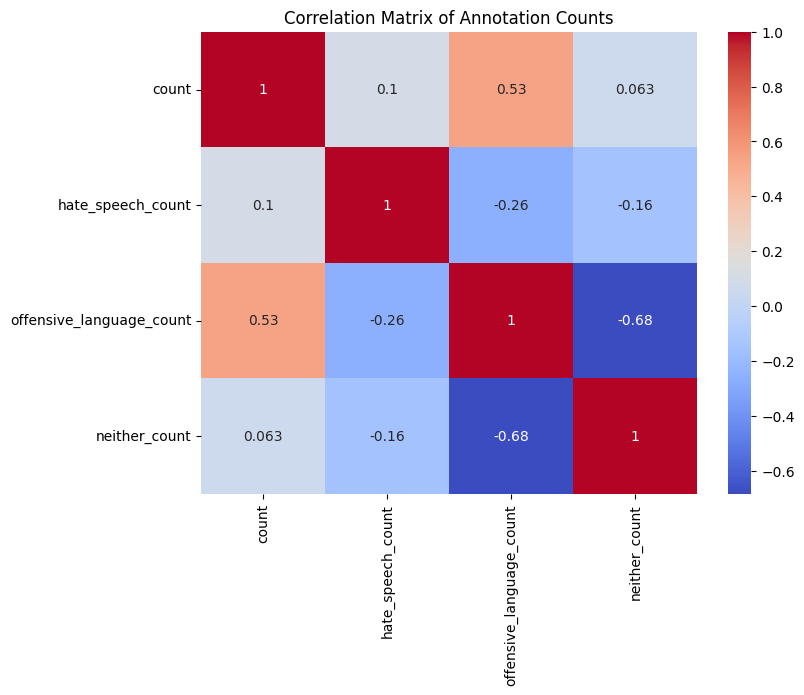 Correlation Matrix of Annotation Counts
count
1
0.1
0.53
0.063
hate_speech_count
0.1
1
-0.26
-0.16
offensive_language_count
0.53
-0.26
1
-0.68
neither_count
0.063
-0.16
-0.68
1
count
hate_speech_count
offensive_language_count
neither_count
1.0
0.8
0.6
0.4
0.2
0.0
−0.2
−0.4
−0.6